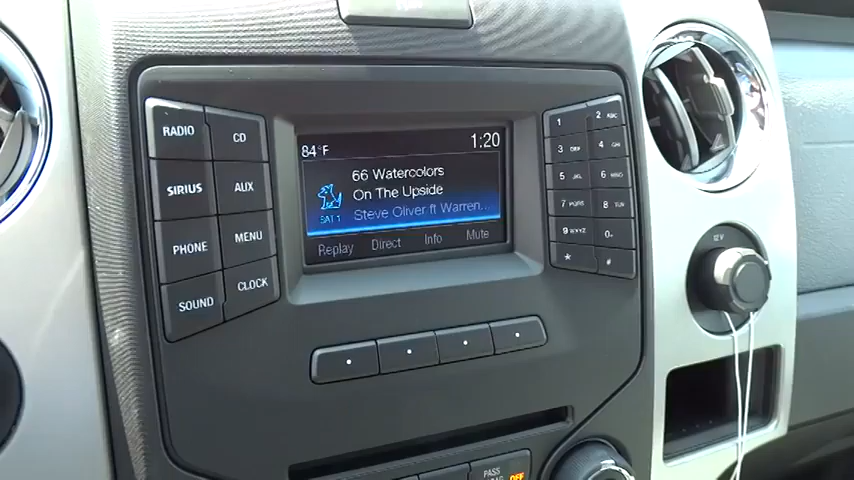 RADIO
CD
SIRIUS
AUX
PHONE
MENU
SOUND
CLOCK
84°F
1:20
66 Watercolors
On The Upside
SAT 1
Steve Oliver ft Warren...
Replay
Direct
Info
Mute
1
2 ABC
3 DEF
4 GHI
5 JKL
6 MNO
7 PQRS
8 TUV
9 WXYZ
0
*
#
12V
PASS
OFF